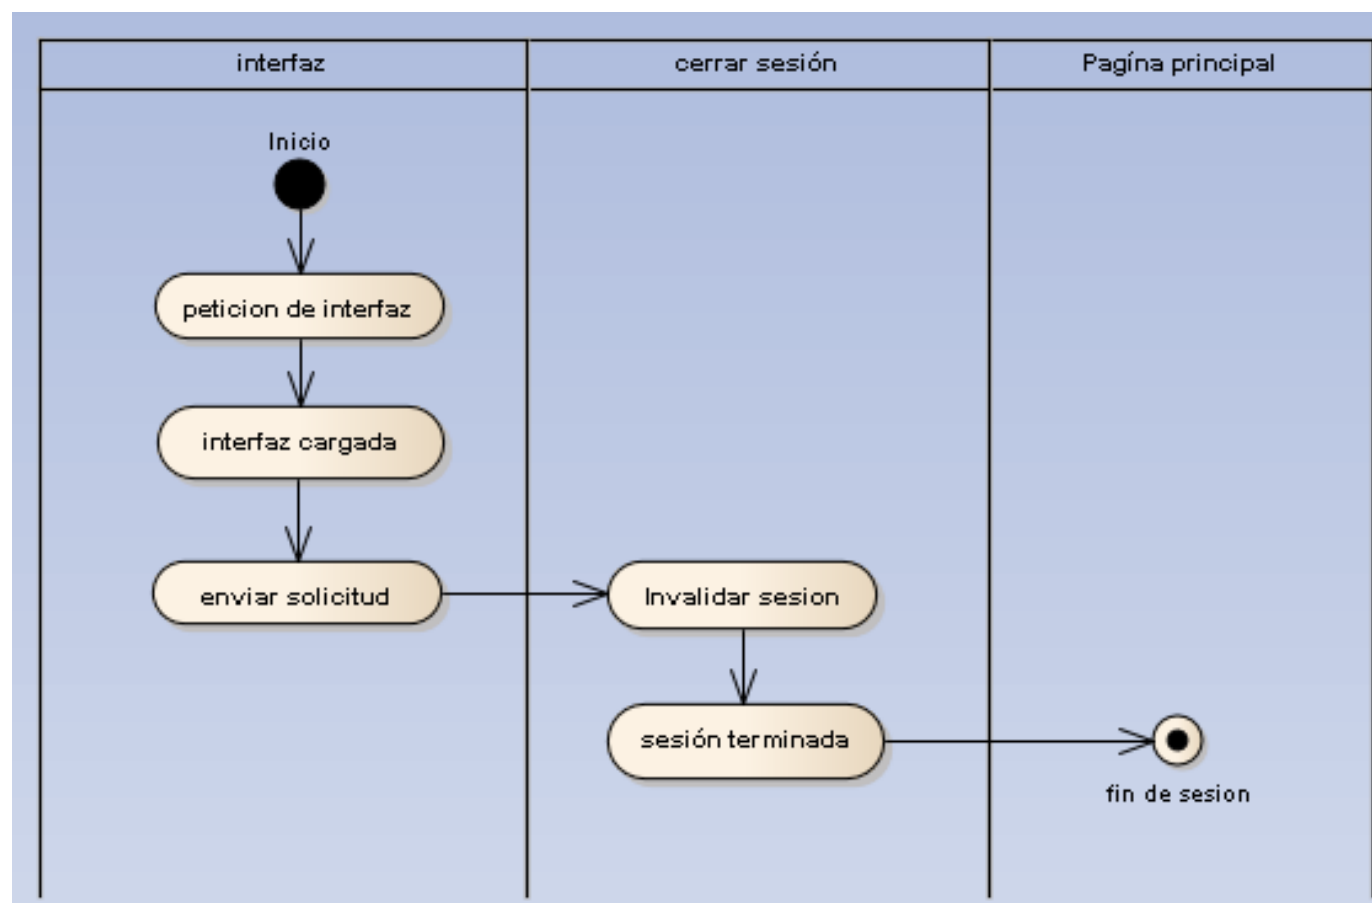 interfaz
cerrar sesión
Pagína principal
Inicio
peticion de interfaz
interfaz cargada
enviar solicitud
Invalidar sesion
sesión terminada
fin de sesion